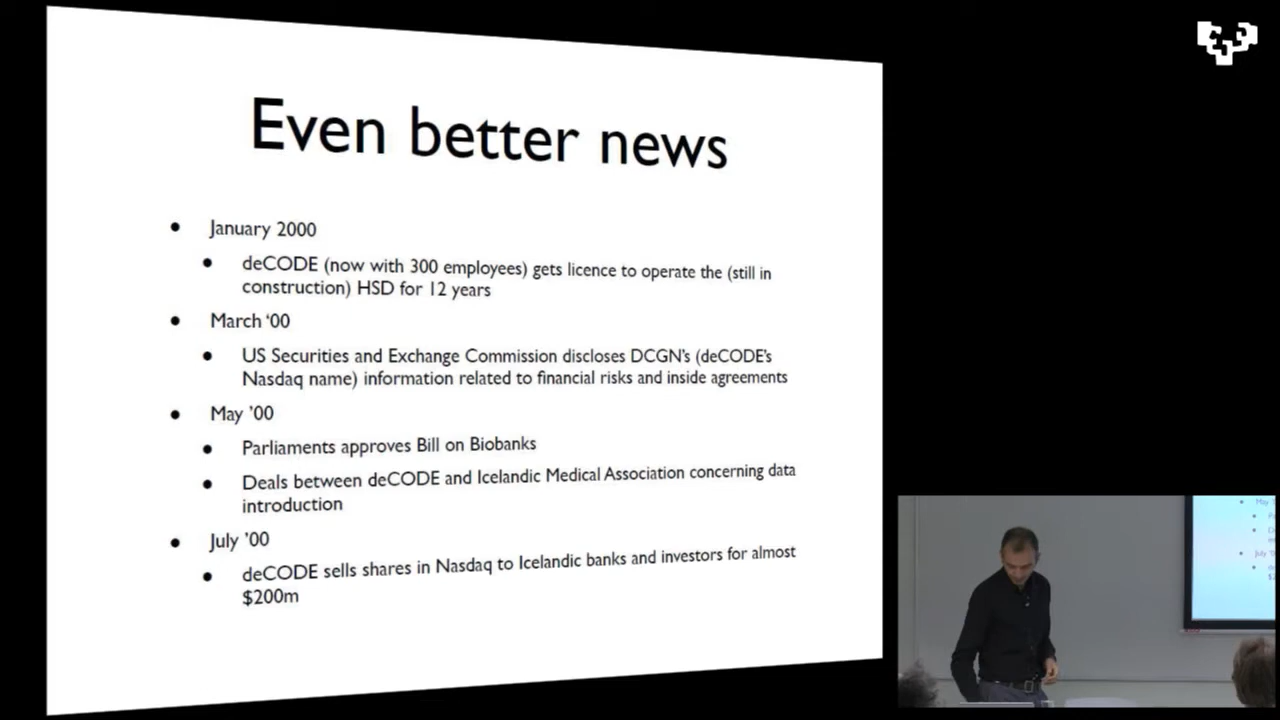 Even better news
• January 2000
• deCODE (now with 300 employees) gets licence to operate the (still in
construction) HSD for 12 years
• March ‘00
• US Securities and Exchange Commission discloses DCGN's (deCODE's
Nasdaq name) information related to financial risks and inside agreements
• May ’00
• Parliaments approves Bill on Biobanks
• Deals between deCODE and Icelandic Medical Association concerning data
introduction
• July ’00
• deCODE sells shares in Nasdaq to Icelandic banks and investors for almost
$200m